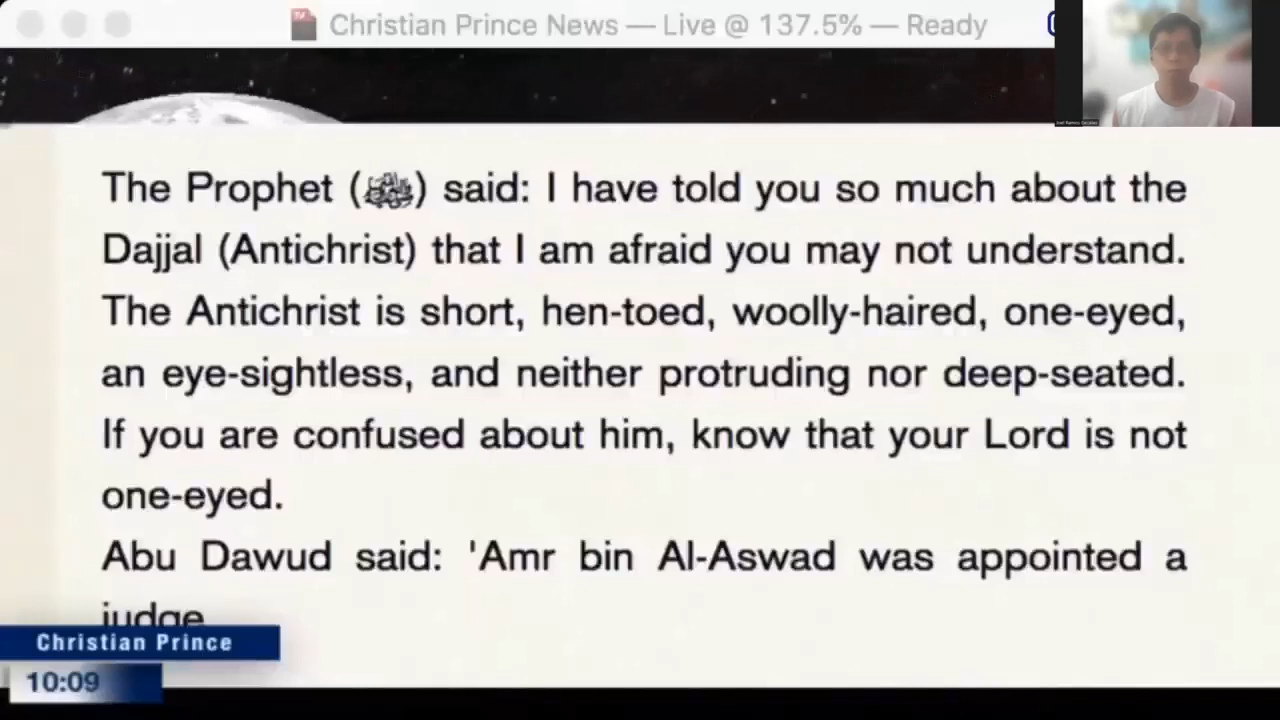 Christian Prince News — Live @ 137.5% — Ready
The Prophet (ﷺ) said: I have told you so much about the
Dajjal (Antichrist) that I am afraid you may not understand.
The Antichrist is short, hen-toed, woolly-haired, one-eyed,
an eye-sightless, and neither protruding nor deep-seated.
If you are confused about him, know that your Lord is not
one-eyed.
Abu Dawud said: 'Amr bin Al-Aswad was appointed a
judge
Christian Prince
10:09